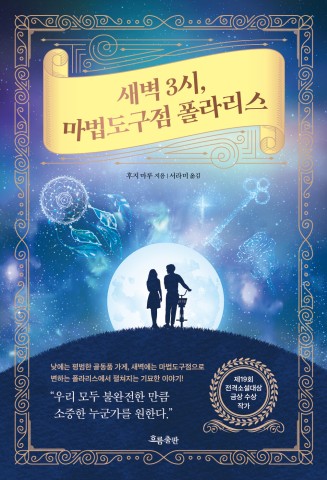 새벽 3시,
마법도구점 폴라리스
후지 마루 지음 | 서라미 옮김
낮에는 평범한 골동품 가게, 새벽에는 마법도구점으로
변하는 폴라리스에서 펼쳐지는 기묘한 이야기!
“우리 모두 불완전한 만큼
소중한 누군가를 원한다.”
제19회
전격소설대상
금상 수상
작가
흐름출판